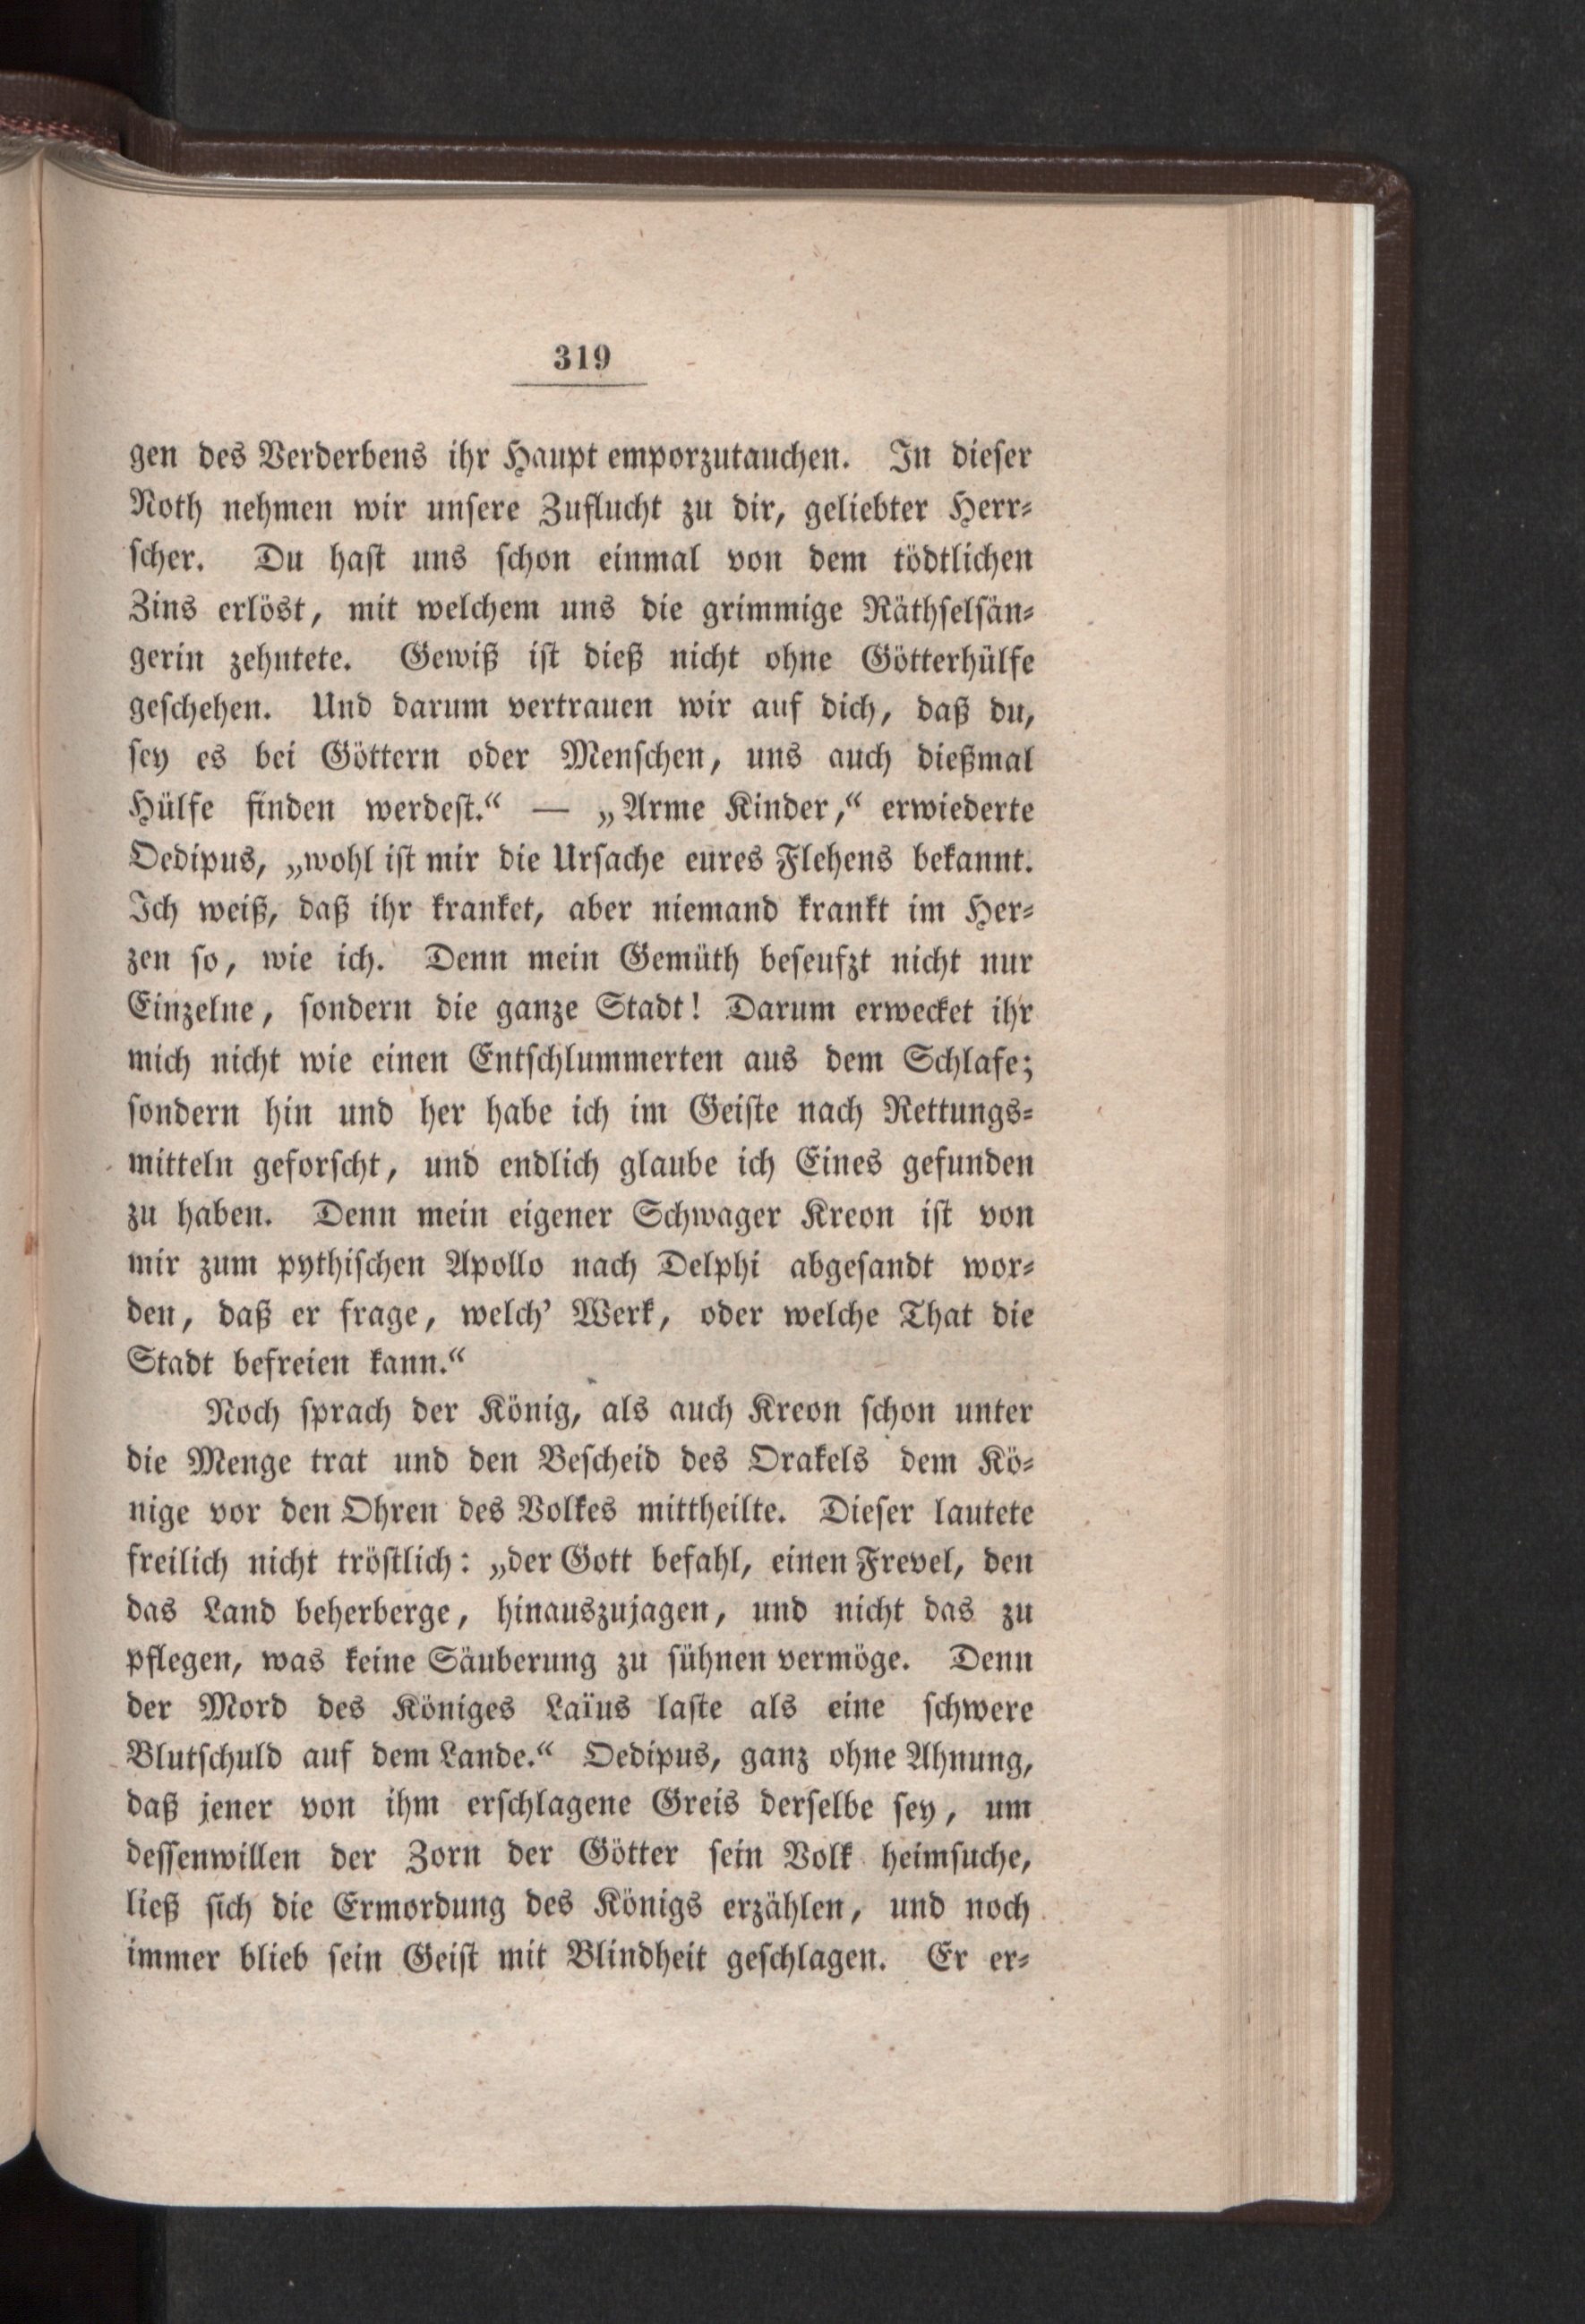 319
gen des Verderbens ihr Haupt emporzutauchen. In dieser
Noth nehmen wir unsere Zuflucht zu dir, geliebter Herr⸗
scher. Du hast uns schon einmal von dem tödtlichen
Zins erlöst, mit welchem uns die grimmige Räthselsän⸗
gerin zehntete. Gewiß ist dieß nicht ohne Götterhülfe
geschehen. Und darum vertrauen wir auf dich, daß du,
sey es bei Göttern oder Menschen, uns auch dießmal
Hülfe finden werdest.“ — „Arme Kinder,“ erwiederte
Oedipus, „wohl ist mir die Ursache eures Flehens bekannt.
Ich weiß, daß ihr kranket, aber niemand krankt im Her⸗
zen so, wie ich. Denn mein Gemüth beseufzt nicht nur
Einzelne, sondern die ganze Stadt! Darum erwecket ihr
mich nicht wie einen Entschlummerten aus dem Schlafe;
sondern hin und her habe ich im Geiste nach Rettungs⸗
mitteln geforscht, und endlich glaube ich Eines gefunden
zu haben. Denn mein eigener Schwager Kreon ist von
mir zum pythischen Apollo nach Delphi abgesandt wor⸗
den, daß er frage, welch’ Werk, oder welche That die
Stadt befreien kann.“
Noch sprach der König, als auch Kreon schon unter
die Menge trat und den Bescheid des Orakels dem Kö⸗
nige vor den Ohren des Volkes mittheilte. Dieser lautete
freilich nicht tröstlich: „der Gott befahl, einen Frevel, den
das Land beherberge, hinauszujagen, und nicht das zu
pflegen, was keine Säuberung zu sühnen vermöge. Denn
der Mord des Königes Laïus laste als eine schwere
Blutschuld auf dem Lande.“ Oedipus, ganz ohne Ahnung,
daß jener von ihm erschlagene Greis derselbe sey, um
dessenwillen der Zorn der Götter sein Volk heimsuche,
ließ sich die Ermordung des Königs erzählen, und noch
immer blieb sein Geist mit Blindheit geschlagen. Er er⸗